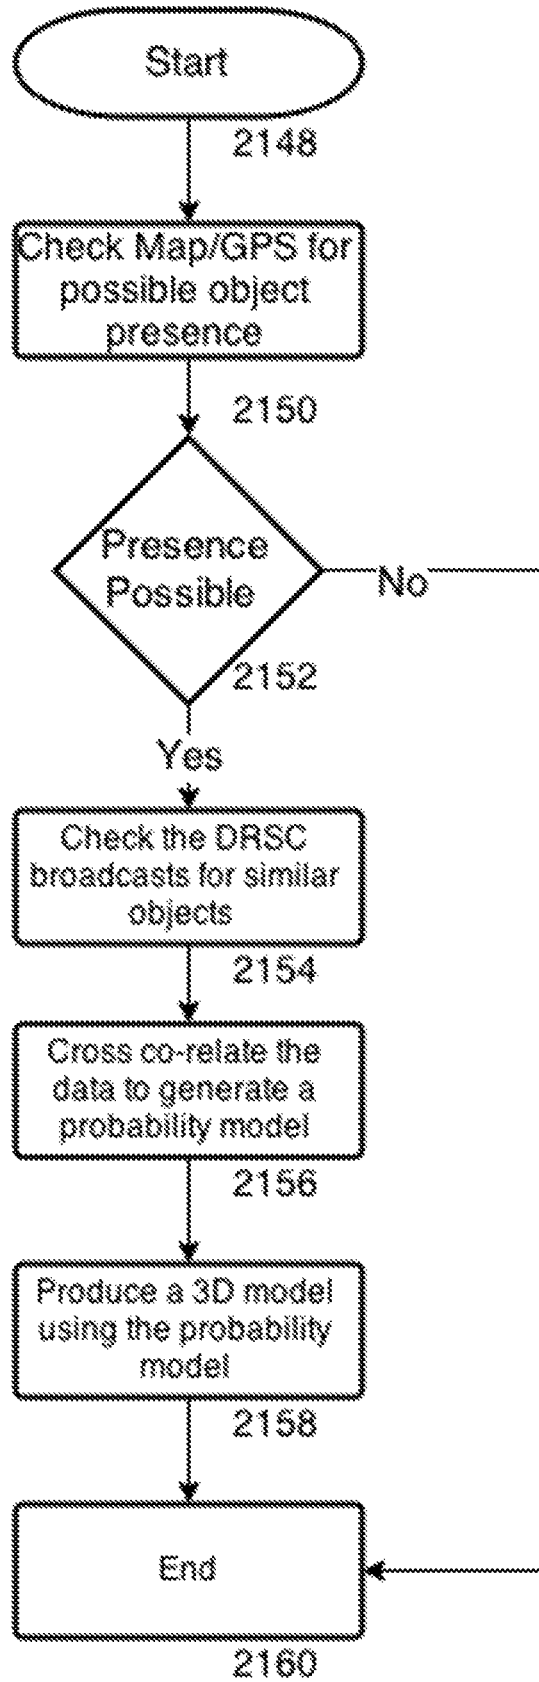 Start
2148
Check Map/GPS for
possible object
presence
2150
Presence
Possible
No
2152
Yes
Check the DRSC
broadcasts for similar
objects
2154
Cross co-relate the
data to generate a
probability model
2156
Produce a 3D model
using the probability
model
2158
End
2160